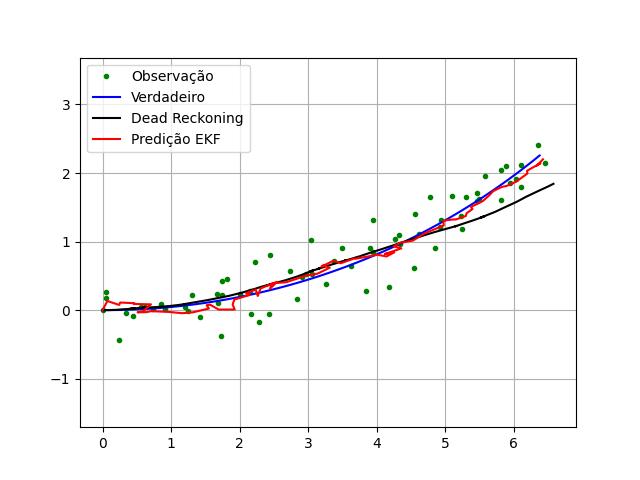 Observação
Verdadeiro
Dead Reckoning
Predição EKF
3
2
1
0
−1
0 1 2 3 4 5 6